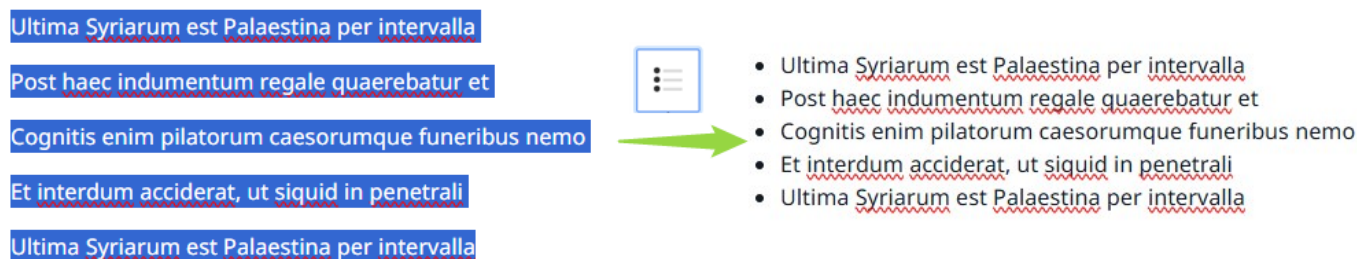 Ultima Syriarum est Palaestina per intervalla
Post haec indumentum regale quaerebatur et
Cognitis enim pilatorum caesorumque funeribus nemo
Et interdum acciderat, ut siquid in penetrali
Ultima Syriarum est Palaestina per intervalla
• Ultima Syriarum est Palaestina per intervalla
• Post haec indumentum regale quaerebatur et
• Cognitis enim pilatorum caesorumque funeribus nemo
• Et interdum acciderat, ut siquid in penetrali
• Ultima Syriarum est Palaestina per intervalla